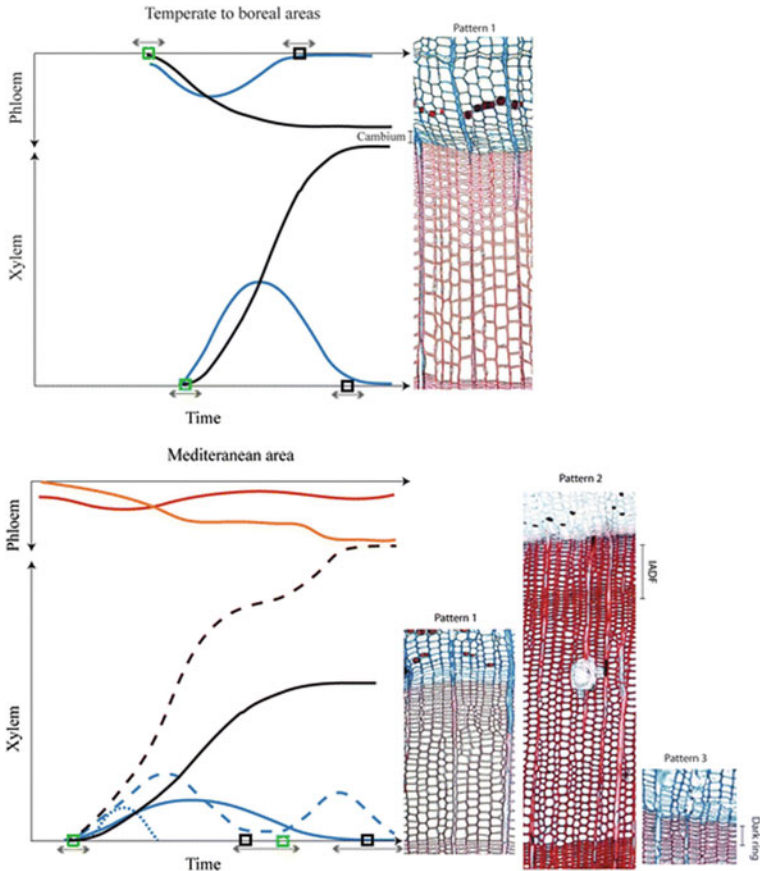 Temperate to boreal areas
Pattern 1
Phloem
Cambium
Xylem
Time
Mediteranean area
Pattern 2
Phloem
IADF
Pattern 1
Xylem
Pattern 3
Dark ring
Time